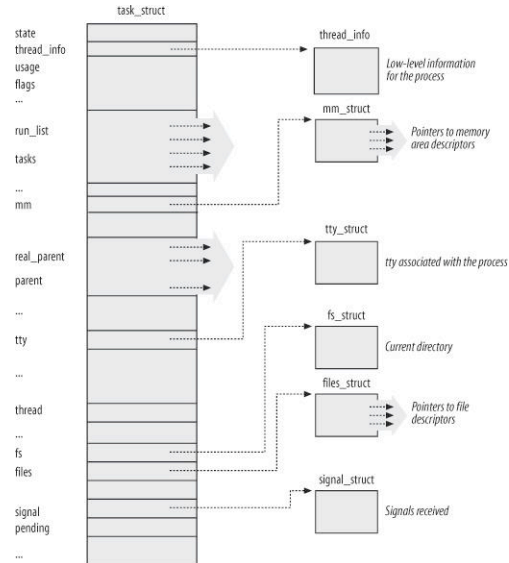 task_struct
state
thread_info
usage
flags
...
run_list
tasks
...
mm
real_parent
parent
...
tty
...
thread
...
fs
files
signal
pending
...
thread_info
Low-level information
for the process
mm_struct
Pointers to memory
area descriptors
tty_struct
tty associated with the process
fs_struct
Current directory
files_struct
Pointers to file
descriptors
signal_struct
Signals received